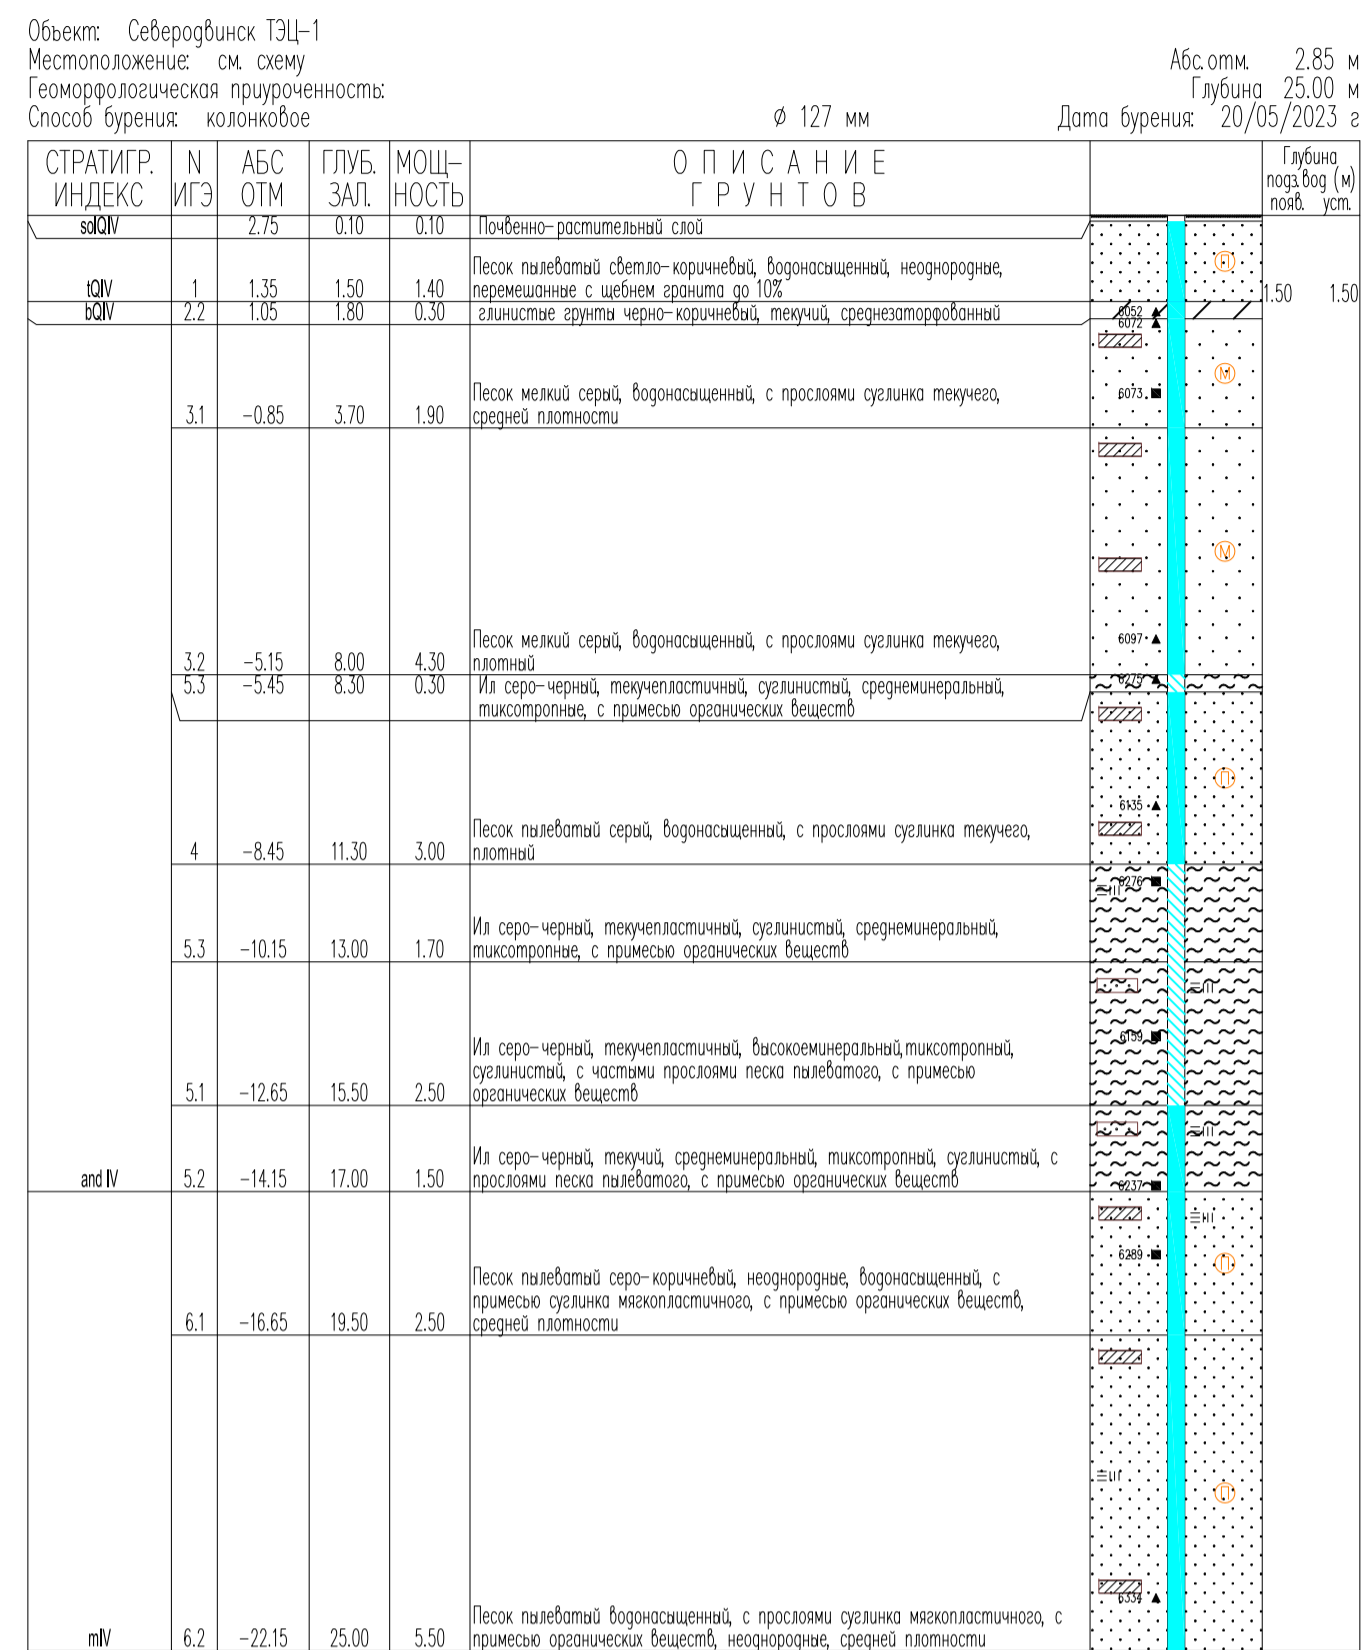 Объект: Северодвинск ТЭЦ-1
Местоположение: см. схему
Абс.отм. 2.85 м
Геоморфологическая приуроченность:
Глубина 25.00 м
Способ бурения: колонковое
ø 127 мм
Дата бурения: 20/05/2023 г
СТРАТИГР. ИНДЕКС
N ИГЭ
АБС ОТМ
ГЛУБ. ЗАЛ.
МОЩ-НОСТЬ
ОПИСАНИЕ
ГРУНТОВ
Глубина
подз.вод (м)
появ. уст.
solQIV 2.75 0.10 0.10 Почвенно-растительный слой
П
Песок пылеватый светло-коричневый, водонасыщенный, неоднородные,
tQIV 1 1.35 1.50 1.40 перемешанные с щебнем гранита до 10%
1.50 1.50
bQIV 2.2 1.05 1.80 0.30 глинистые грунты черно-коричневый, текучий, среднезаторфованный
6052
6072
М
6073
Песок мелкий серый, водонасыщенный, с прослоями суглинка текучего,
3.1 -0.85 3.70 1.90 средней плотности
М
6097
Песок мелкий серый, водонасыщенный, с прослоями суглинка текучего,
3.2 -5.15 8.00 4.30 плотный
5.3 -5.45 8.30 0.30 Ил серо-черный, текучепластичный, суглинистый, среднеминеральный,
6275
тиксотропные, с примесью органических веществ
П
6135
Песок пылеватый серый, водонасыщенный, с прослоями суглинка текучего,
4 -8.45 11.30 3.00 плотный
6276
Ил серо-черный, текучепластичный, суглинистый, среднеминеральный,
5.3 -10.15 13.00 1.70 тиксотропные, с примесью органических веществ
6159
Ил серо-черный, текучепластичный, высокоеминеральный,тиксотропный,
суглинистый, с частыми прослоями песка пылеватого, с примесью
5.1 -12.65 15.50 2.50 органических веществ
Ил серо-черный, текучий, среднеминеральный, тиксотропный, суглинистый, с
and IV 5.2 -14.15 17.00 1.50 прослоями песка пылеватого, с примесью органических веществ
6237
6289
П
Песок пылеватый серо-коричневый, неоднородные, водонасыщенный, с
примесью суглинка мягкопластичного, с примесью органических веществ,
6.1 -16.65 19.50 2.50 средней плотности
П
6334
Песок пылеватый водонасыщенный, с прослоями суглинка мягкопластичного, с
mIV 6.2 -22.15 25.00 5.50 примесью органических веществ, неоднородные, средней плотности